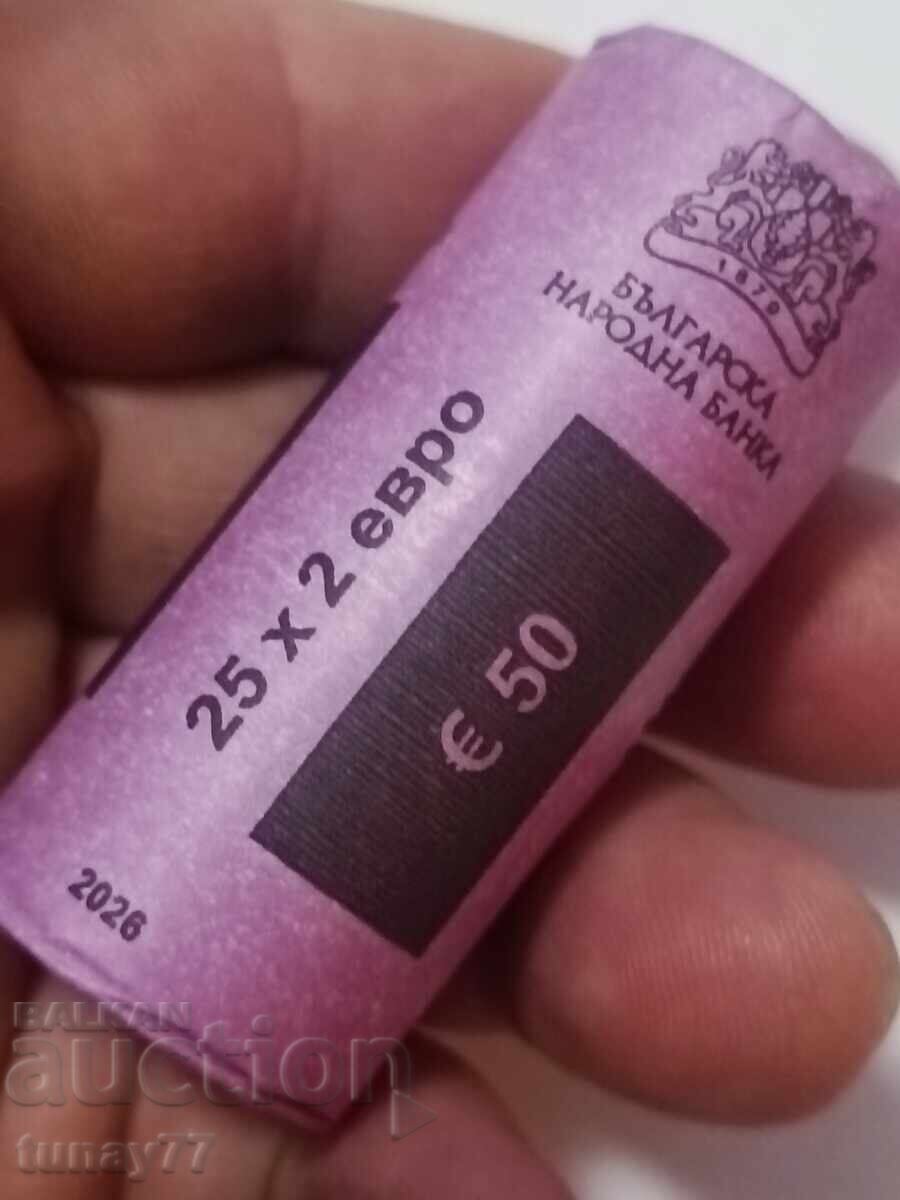 1879
БЪЛГАРСКА
НАРОДНА БАНКА
25 x 2 евро
€ 50
2026
BALKAN
auction
tunay77